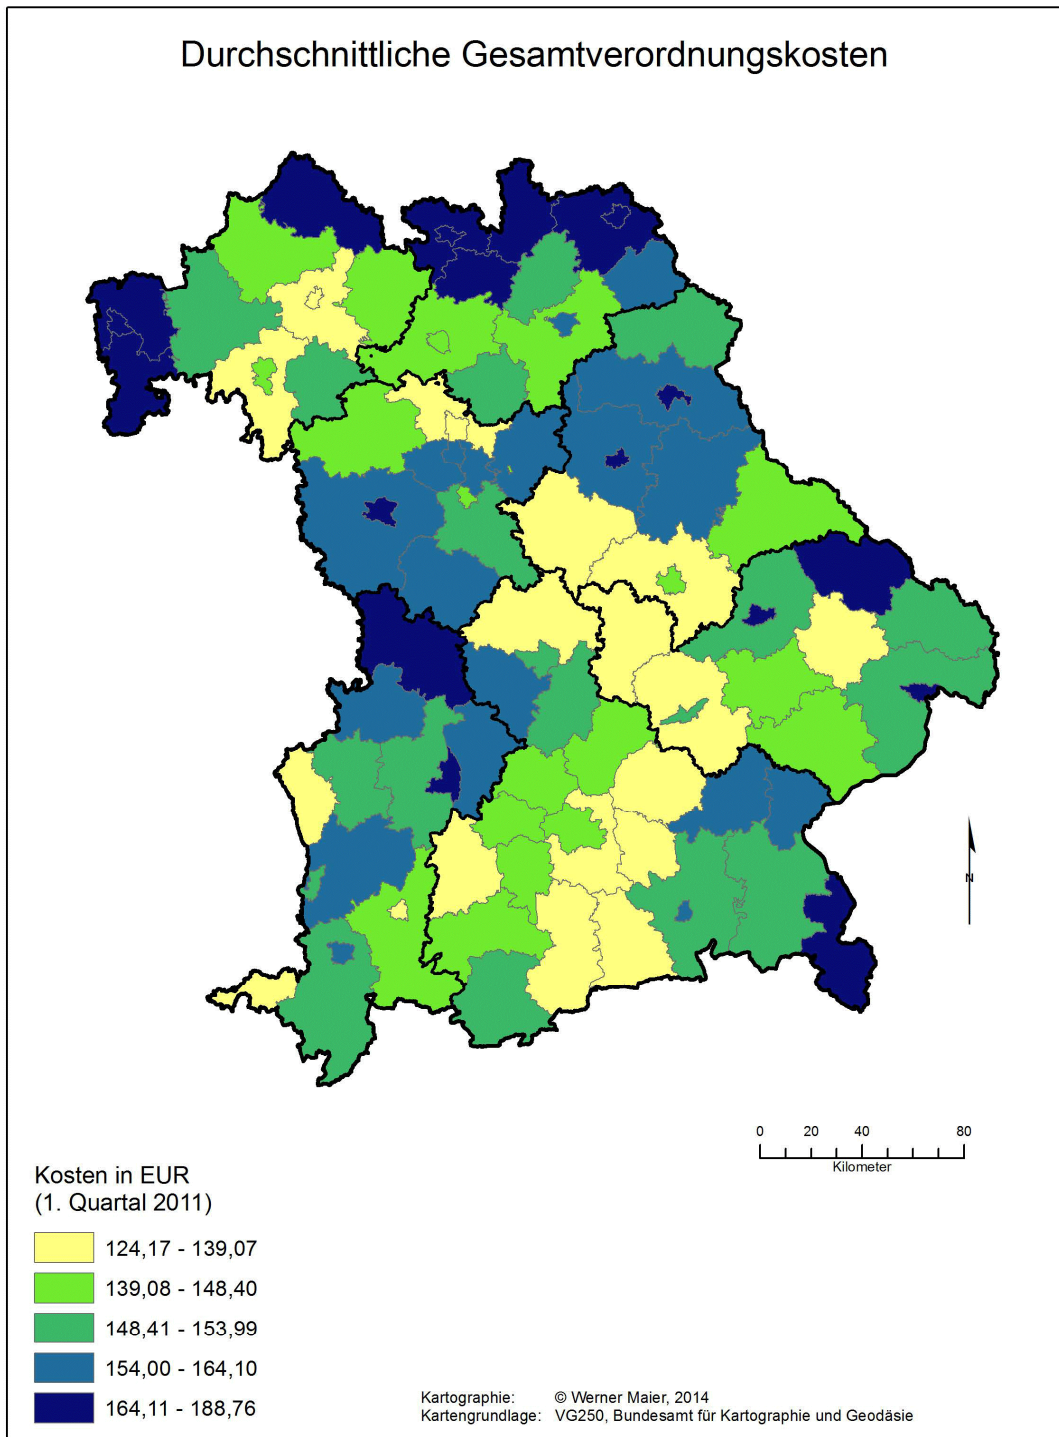 Durchschnittliche Gesamtverordnungskosten
N
0 20 40 80
Kilometer
Kosten in EUR
(1. Quartal 2011)
124,17 - 139,07
139,08 - 148,40
148,41 - 153,99
154,00 - 164,10
164,11 - 188,76
Kartographie: © Werner Maier, 2014
Kartengrundlage: VG250, Bundesamt für Kartographie und Geodäsie